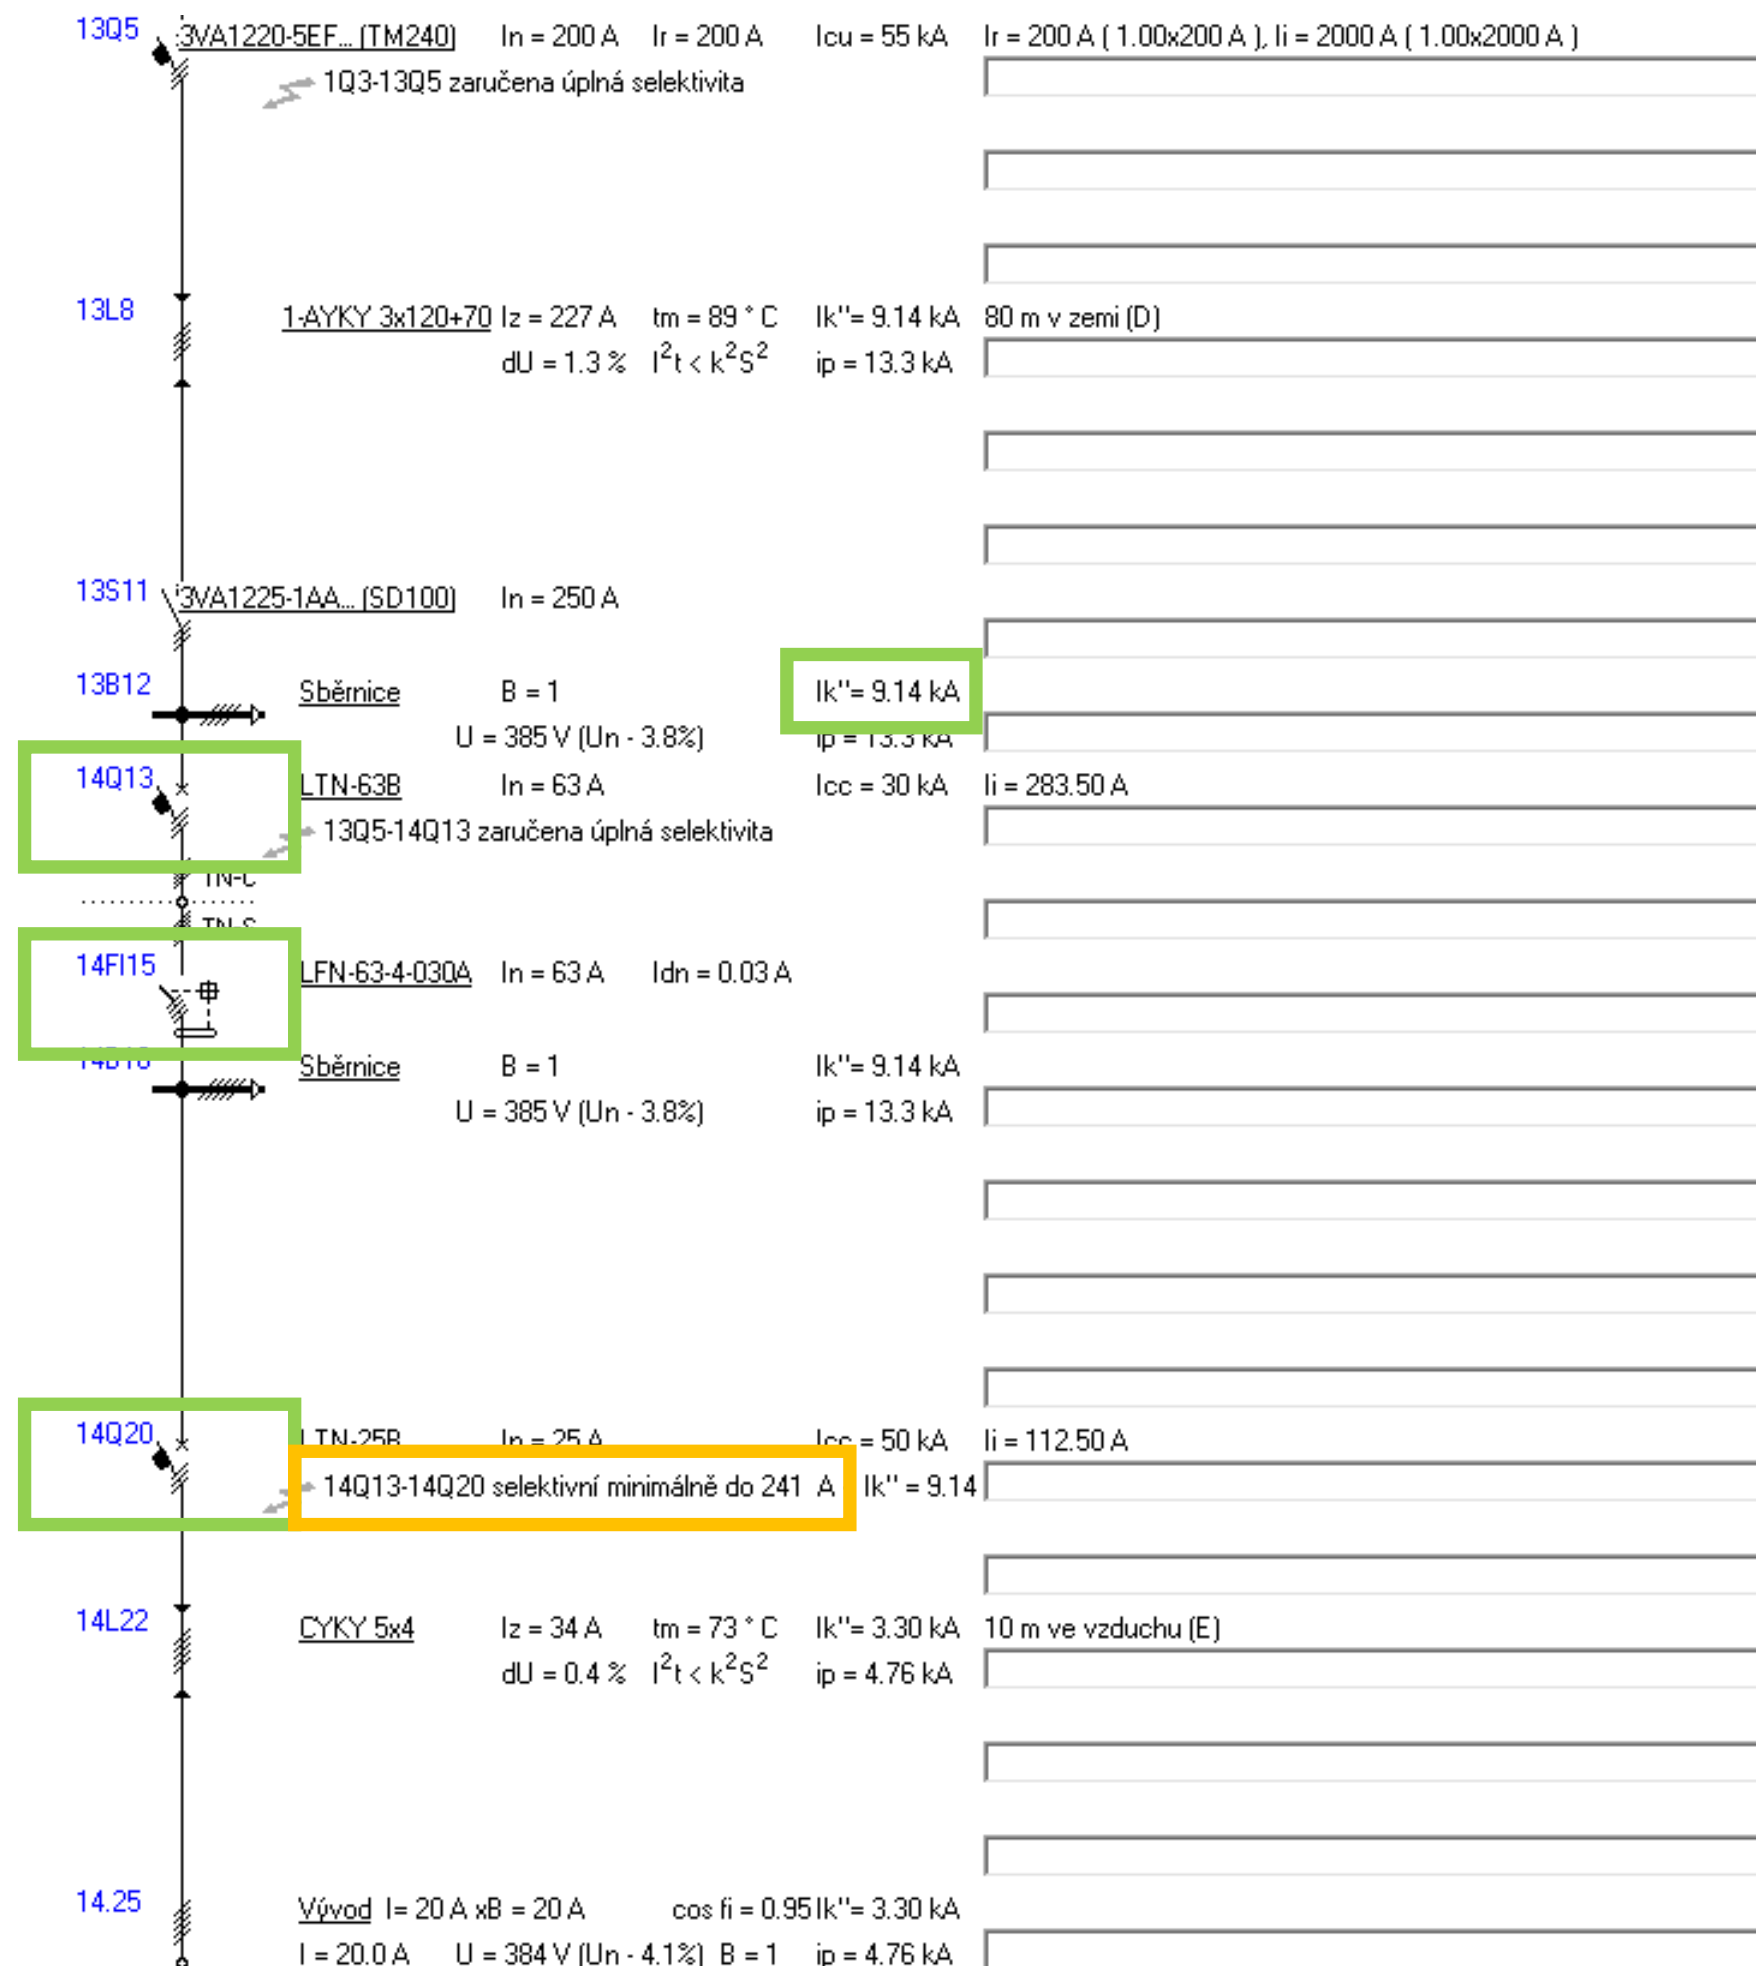 13Q5 3VA1220-5EF... (TM240) In = 200 A Ir = 200 A Icu = 55 kA Ir = 200 A ( 1.00x200 A ), Ii = 2000 A ( 1.00x2000 A )
1Q3-13Q5 zaručena úplná selektivita
13L8 1-AYKY 3x120+70 Iz = 227 A tm = 89 ° C Ik''= 9.14 kA 80 m v zemi (D)
dU = 1.3 % I²t < k²S² ip = 13.3 kA
13S11 3VA1225-1AA... (SD100) In = 250 A
13B12 Sběrnice B = 1 Ik''= 9.14 kA
U = 385 V (Un - 3.8%) ip = 13.3 kA
14Q13 LTN-63B In = 63 A Icc = 30 kA Ii = 283.50 A
13Q5-14Q13 zaručena úplná selektivita
TN-C
TN-S
14FI15 LFN-63-4-030A In = 63 A Idn = 0.03 A
Sběrnice B = 1 Ik''= 9.14 kA
U = 385 V (Un - 3.8%) ip = 13.3 kA
14Q20 LTN-25B In = 25 A Icc = 50 kA Ii = 112.50 A
14Q13-14Q20 selektivní minimálně do 241 A Ik'' = 9.14
14L22 CYKY 5x4 Iz = 34 A tm = 73 ° C Ik''= 3.30 kA 10 m ve vzduchu (E)
dU = 0.4 % I²t < k²S² ip = 4.76 kA
14.25 Vývod I= 20 A xB = 20 A cos fi = 0.95 Ik''= 3.30 kA
I = 20.0 A U = 384 V (Un - 4.1%) B = 1 ip = 4.76 kA